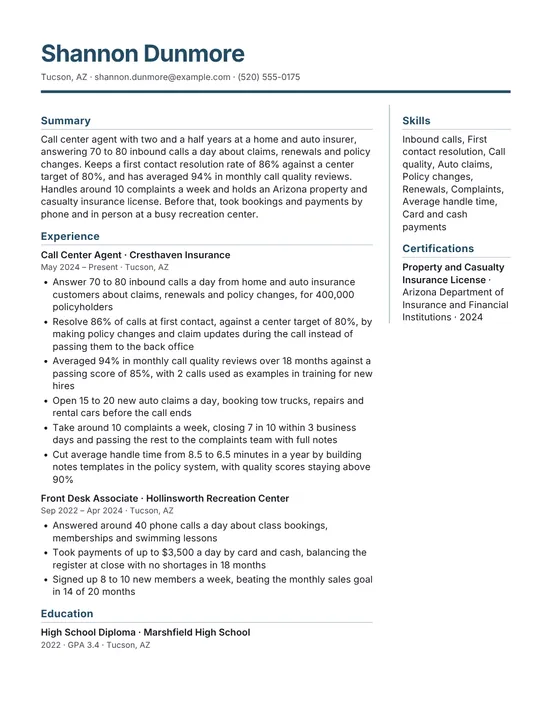 Shannon Dunmore
Tucson, AZ · shannon.dunmore@example.com · (520) 555-0175
Summary
Call center agent with two and a half years at a home and auto insurer,
answering 70 to 80 inbound calls a day about claims, renewals and policy
changes. Keeps a first contact resolution rate of 86% against a center
target of 80%, and has averaged 94% in monthly call quality reviews.
Handles around 10 complaints a week and holds an Arizona property and
casualty insurance license. Before that, took bookings and payments by
phone and in person at a busy recreation center.
Experience
Call Center Agent · Cresthaven Insurance
May 2024 – Present · Tucson, AZ
• Answer 70 to 80 inbound calls a day from home and auto insurance
customers about claims, renewals and policy changes, for 400,000
policyholders
• Resolve 86% of calls at first contact, against a center target of 80%, by
making policy changes and claim updates during the call instead of
passing them to the back office
• Averaged 94% in monthly call quality reviews over 18 months against a
passing score of 85%, with 2 calls used as examples in training for new
hires
• Open 15 to 20 new auto claims a day, booking tow trucks, repairs and
rental cars before the call ends
• Take around 10 complaints a week, closing 7 in 10 within 3 business
days and passing the rest to the complaints team with full notes
• Cut average handle time from 8.5 to 6.5 minutes in a year by building
notes templates in the policy system, with quality scores staying above
90%
Front Desk Associate · Hollinsworth Recreation Center
Sep 2022 – Apr 2024 · Tucson, AZ
• Answered around 40 phone calls a day about class bookings,
memberships and swimming lessons
• Took payments of up to $3,500 a day by card and cash, balancing the
register at close with no shortages in 18 months
• Signed up 8 to 10 new members a week, beating the monthly sales goal
in 14 of 20 months
Education
High School Diploma · Marshfield High School
2022 · GPA 3.4 · Tucson, AZ
Skills
Inbound calls, First
contact resolution, Call
quality, Auto claims,
Policy changes,
Renewals, Complaints,
Average handle time,
Card and cash
payments
Certifications
Property and Casualty
Insurance License ·
Arizona Department of
Insurance and Financial
Institutions · 2024